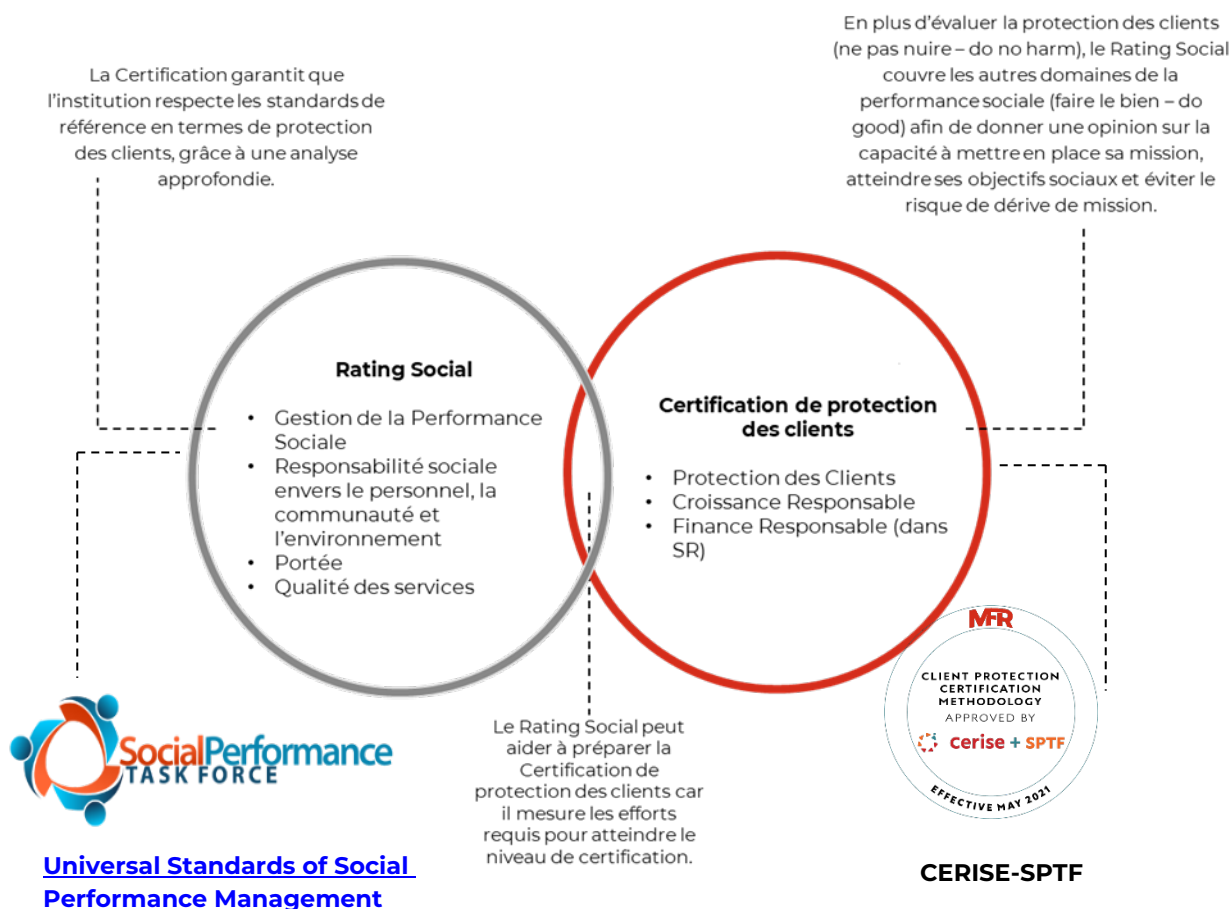 La Certification garantit que
l'institution respecte les standards de
référence en termes de protection
des clients, grâce à une analyse
approfondie.
En plus d'évaluer la protection des clients
(ne pas nuire – do no harm), le Rating Social
couvre les autres domaines de la
performance sociale (faire le bien – do
good) afin de donner une opinion sur la
capacité à mettre en place sa mission,
atteindre ses objectifs sociaux et éviter le
risque de dérive de mission.
Rating Social
• Gestion de la Performance
Sociale
• Responsabilité sociale
envers le personnel, la
communauté et
l'environnement
• Portée
• Qualité des services
Certification de protection
des clients
• Protection des Clients
• Croissance Responsable
• Finance Responsable (dans
SR)
Le Rating Social peut
aider à préparer la
Certification de
protection des clients car
il mesure les efforts
requis pour atteindre le
niveau de certification.
SocialPerformance
TASK FORCE
Universal Standards of Social
Performance Management
MFR
CLIENT PROTECTION
CERTIFICATION
METHODOLOGY
APPROVED BY
Cerise + SPTF
EFFECTIVE MAY 2021
CERISE-SPTF